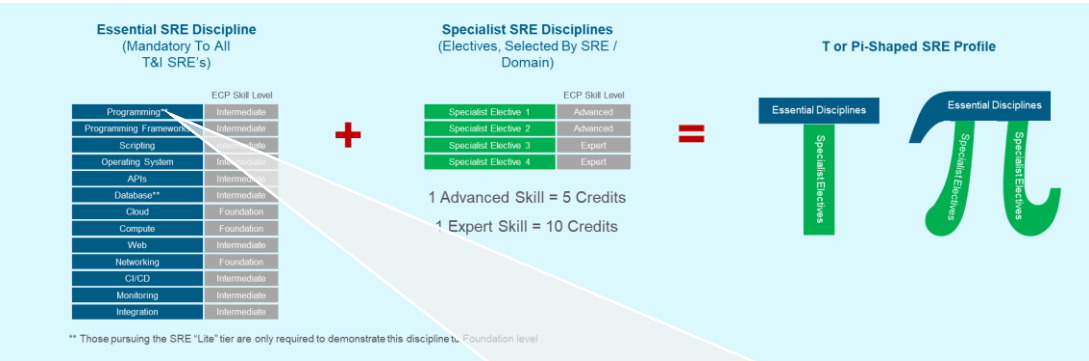 Essential SRE Discipline
(Mandatory To All
T&I SRE's)
ECP Skill Level
Programming** Intermediate
Programming Frameworks Intermediate
Scripting Intermediate
Operating System Intermediate
APIs Intermediate
Database** Intermediate
Cloud Foundation
Compute Foundation
Web Intermediate
Networking Foundation
CI/CD Intermediate
Monitoring Intermediate
Integration Intermediate
** Those pursuing the SRE "Lite" tier are only required to demonstrate this discipline to Foundation level
+
Specialist SRE Disciplines
(Electives, Selected By SRE /
Domain)
ECP Skill Level
Specialist Elective 1 Advanced
Specialist Elective 2 Advanced
Specialist Elective 3 Expert
Specialist Elective 4 Expert
1 Advanced Skill = 5 Credits
1 Expert Skill = 10 Credits
=
T or Pi-Shaped SRE Profile
Essential Disciplines
Specialist Electives
Essential Disciplines
Specialist Electives
Specialist Electives